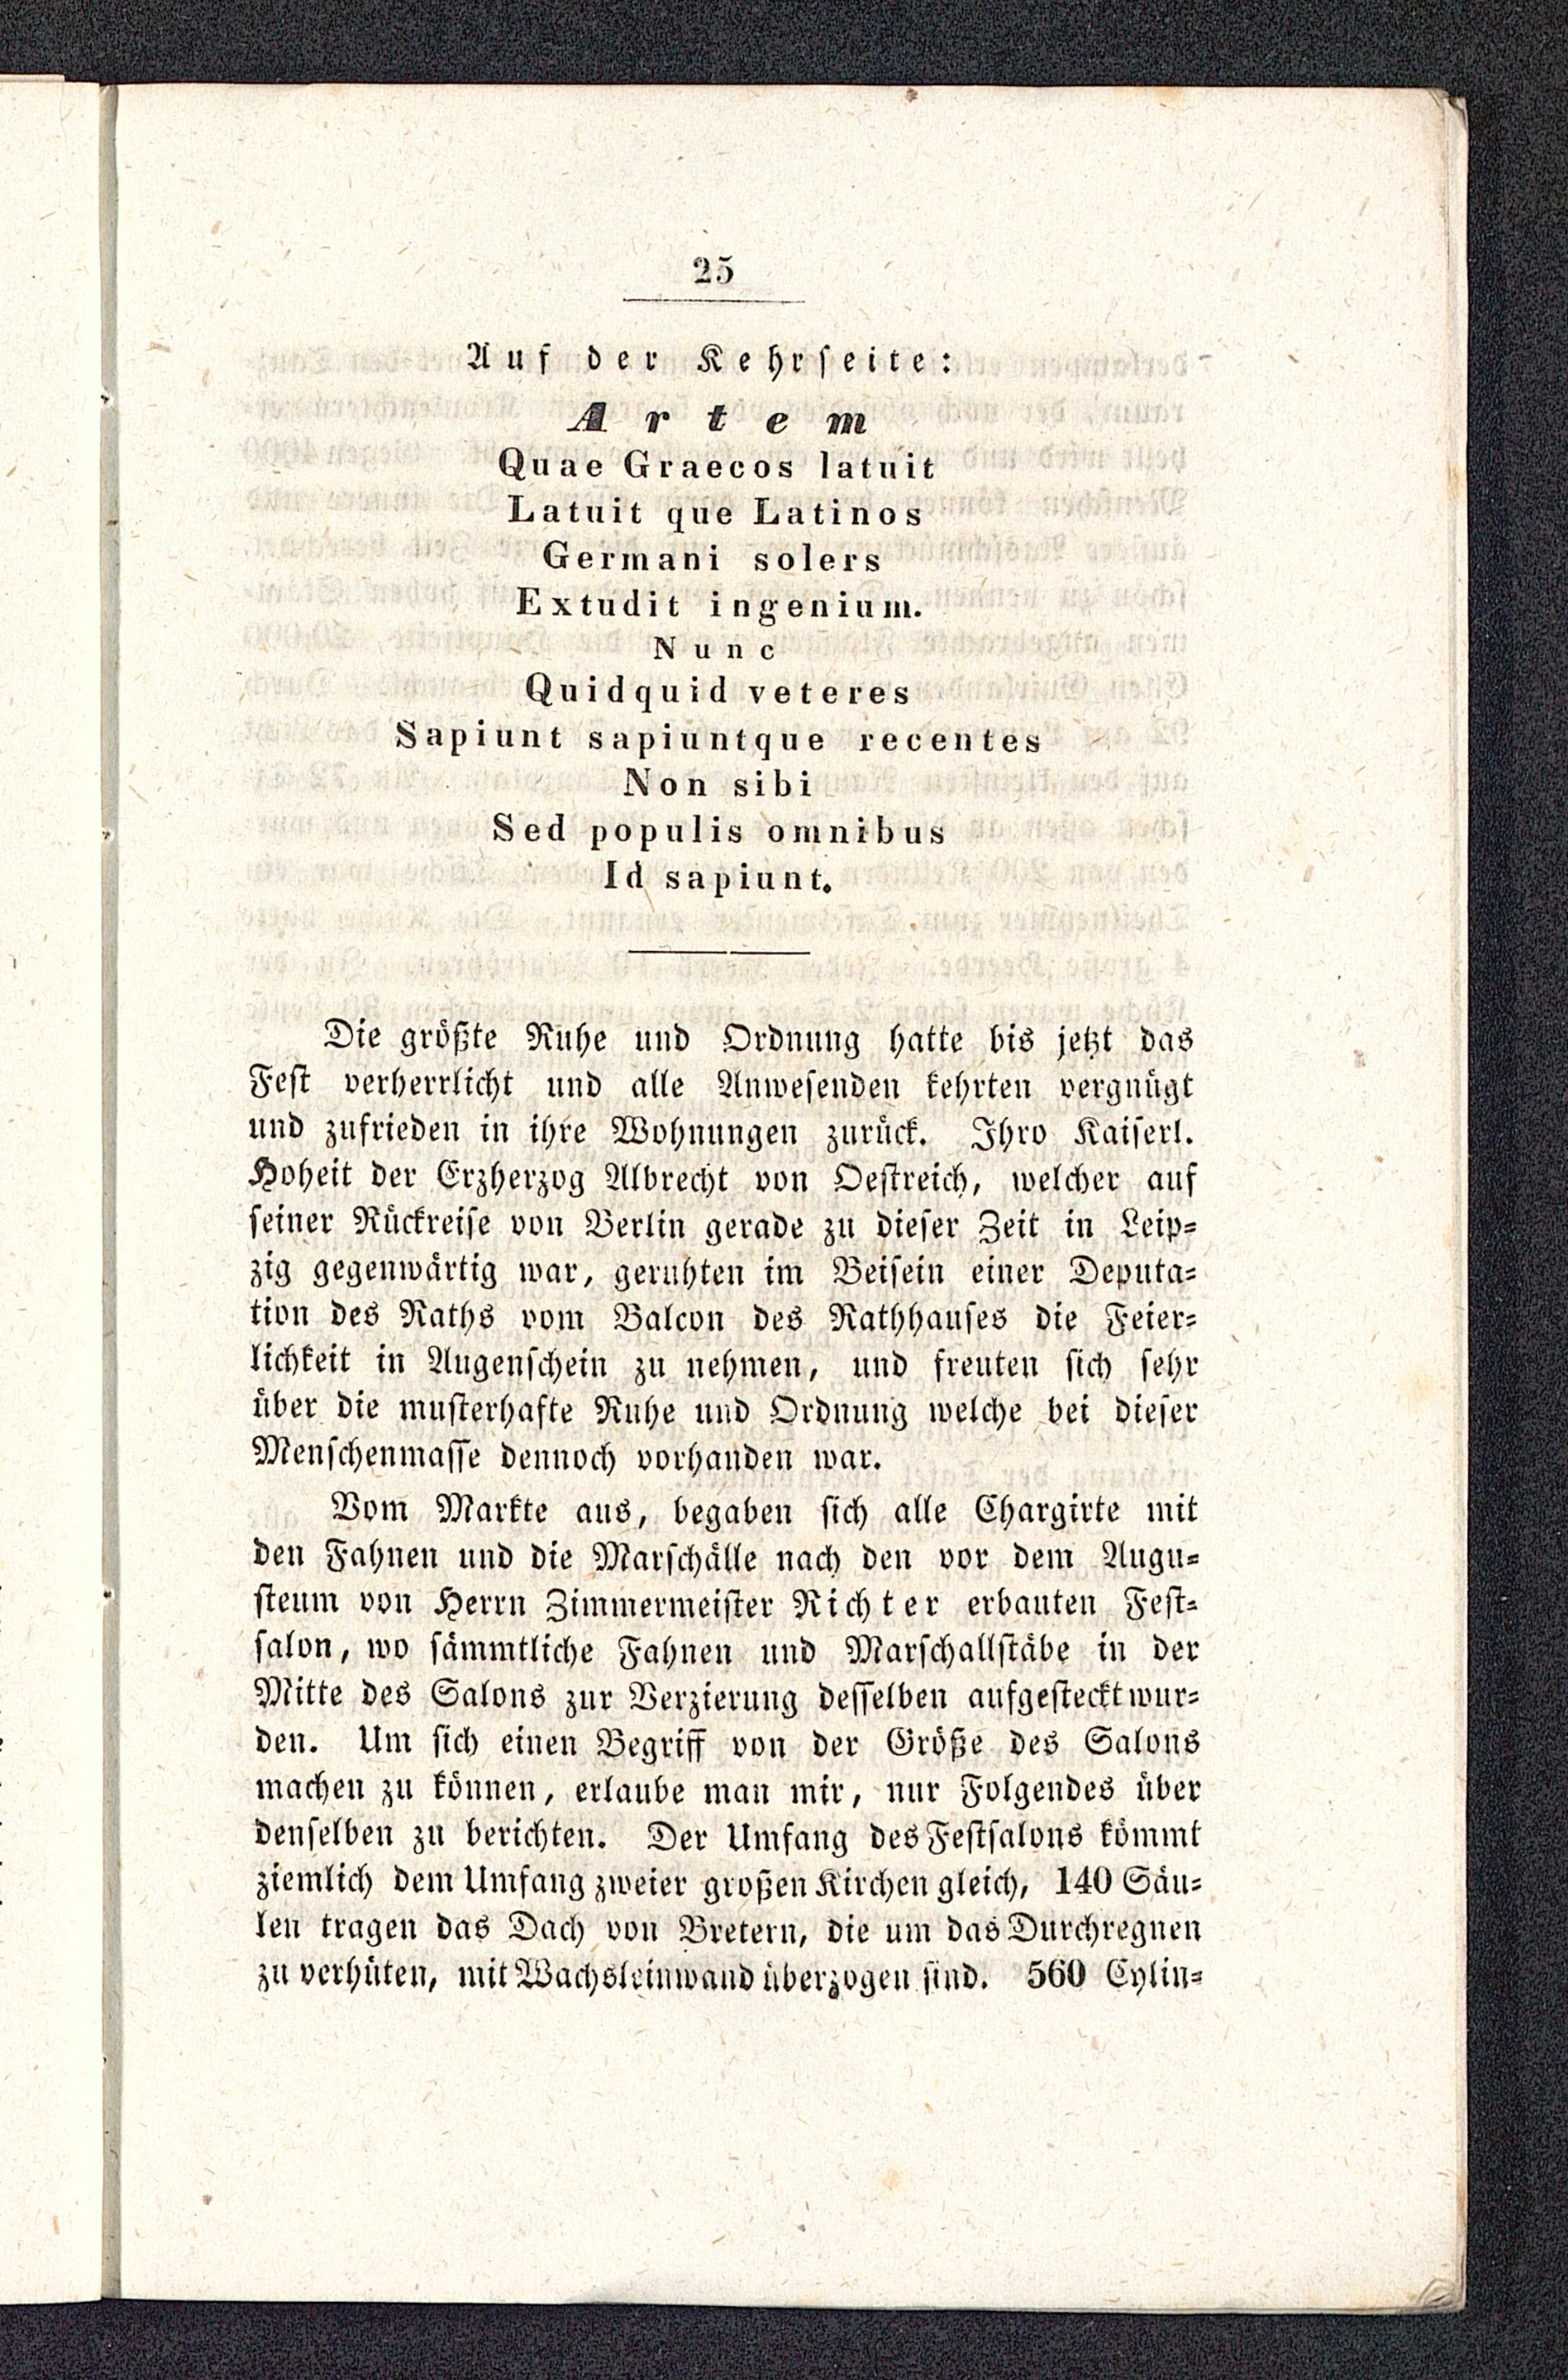 25
Auf der Kehrseite:
Artem
Quae Graecos latuit
Latuit que Latinos
Germani solers
Extudit ingenium.
Nunc
Quidquid veteres
Sapiunt sapiuntque recentes
Non sibi
Sed populis omnibus
Id sapiunt.
Die größte Ruhe und Ordnung hatte bis jetzt das
Fest verherrlicht und alle Anwesenden kehrten vergnügt
und zufrieden in ihre Wohnungen zurück. Ihro Kaiserl.
Hoheit der Erzherzog Albrecht von Oestreich, welcher auf
seiner Rückreise von Berlin gerade zu dieser Zeit in Leip-
zig gegenwärtig war, geruhten im Beisein einer Deputa-
tion des Raths vom Balcon des Rathhauses die Feier-
lichkeit in Augenschein zu nehmen, und freuten sich sehr
über die musterhafte Ruhe und Ordnung welche bei dieser
Menschenmasse dennoch vorhanden war.
Vom Markte aus, begaben sich alle Chargirte mit
den Fahnen und die Marschälle nach den vor dem Augu-
steum von Herrn Zimmermeister Richter erbauten Fest-
salon, wo sämmtliche Fahnen und Marschallstäbe in der
Mitte des Salons zur Verzierung desselben aufgesteckt wur-
den. Um sich einen Begriff von der Größe des Salons
machen zu können, erlaube man mir, nur Folgendes über
denselben zu berichten. Der Umfang des Festsalons kömmt
ziemlich dem Umfang zweier großen Kirchen gleich, 140 Säu-
len tragen das Dach von Bretern, die um das Durchregnen
zu verhüten, mit Wachsleinwand überzogen sind. 560 Cylin-